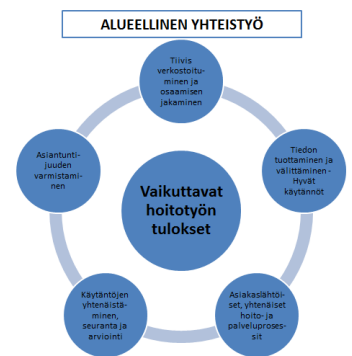 ALUEELLINEN YHTEISTYÖ
Tiivis
verkostoitu-
minen ja
osaamisen
jakaminen
Tiedon
tuottaminen ja
välittäminen -
Hyvät
käytännöt
Asiakaslähtöi-
set, yhtenäiset
hoito- ja
palveluproses-
sit
Käytäntöjen
yhtenäistä-
minen,
seuranta ja
arviointi
Asiantunti-
juuden
varmistami-
nen
Vaikuttavat
hoitotyön
tulokset